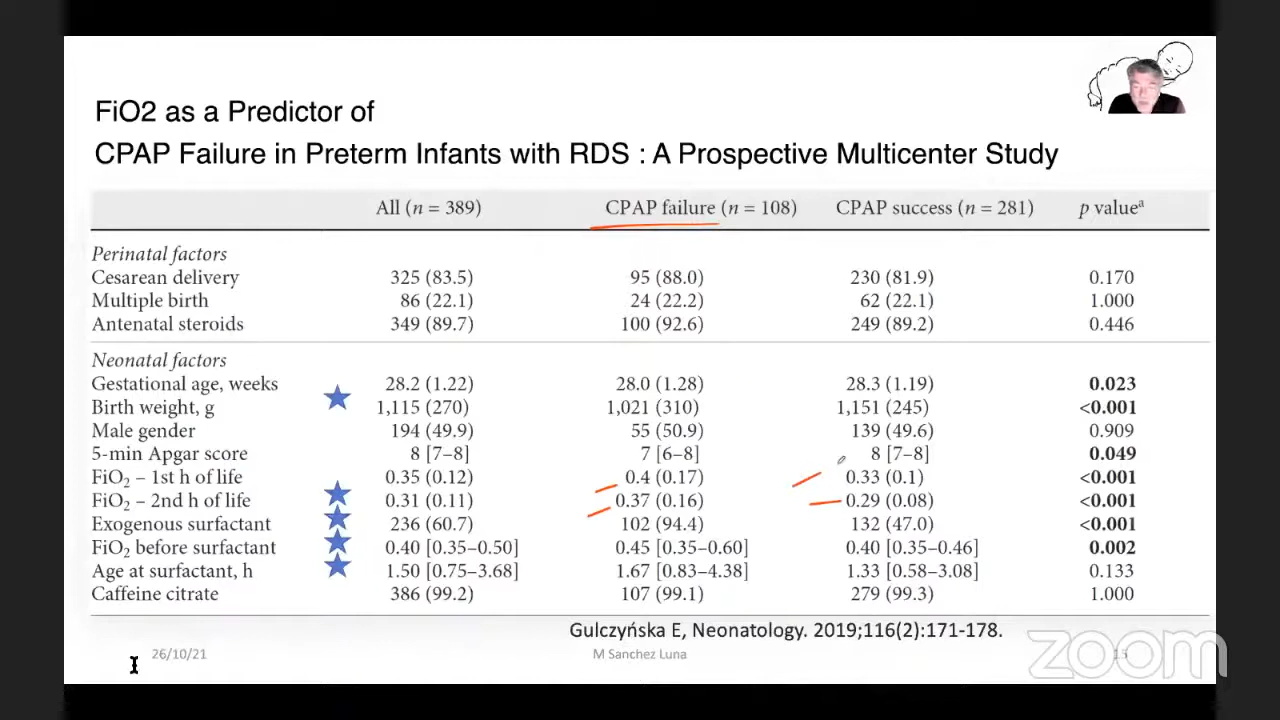 FiO2 as a Predictor of
CPAP Failure in Preterm Infants with RDS : A Prospective Multicenter Study
All (n = 389) CPAP failure (n = 108) CPAP success (n = 281) p valueᵃ
Perinatal factors
Cesarean delivery 325 (83.5) 95 (88.0) 230 (81.9) 0.170
Multiple birth 86 (22.1) 24 (22.2) 62 (22.1) 1.000
Antenatal steroids 349 (89.7) 100 (92.6) 249 (89.2) 0.446
Neonatal factors
Gestational age, weeks 28.2 (1.22) 28.0 (1.28) 28.3 (1.19) 0.023
Birth weight, g 1,115 (270) 1,021 (310) 1,151 (245) <0.001
Male gender 194 (49.9) 55 (50.9) 139 (49.6) 0.909
5-min Apgar score 8 [7–8] 7 [6–8] 8 [7–8] 0.049
FiO₂ – 1st h of life 0.35 (0.12) 0.4 (0.17) 0.33 (0.1) <0.001
FiO₂ – 2nd h of life 0.31 (0.11) 0.37 (0.16) 0.29 (0.08) <0.001
Exogenous surfactant 236 (60.7) 102 (94.4) 132 (47.0) <0.001
FiO₂ before surfactant 0.40 [0.35–0.50] 0.45 [0.35–0.60] 0.40 [0.35–0.46] 0.002
Age at surfactant, h 1.50 [0.75–3.68] 1.67 [0.83–4.38] 1.33 [0.58–3.08] 0.133
Caffeine citrate 386 (99.2) 107 (99.1) 279 (99.3) 1.000
Gulczyńska E, Neonatology. 2019;116(2):171-178.
26/10/21 M Sanchez Luna 15
zoom